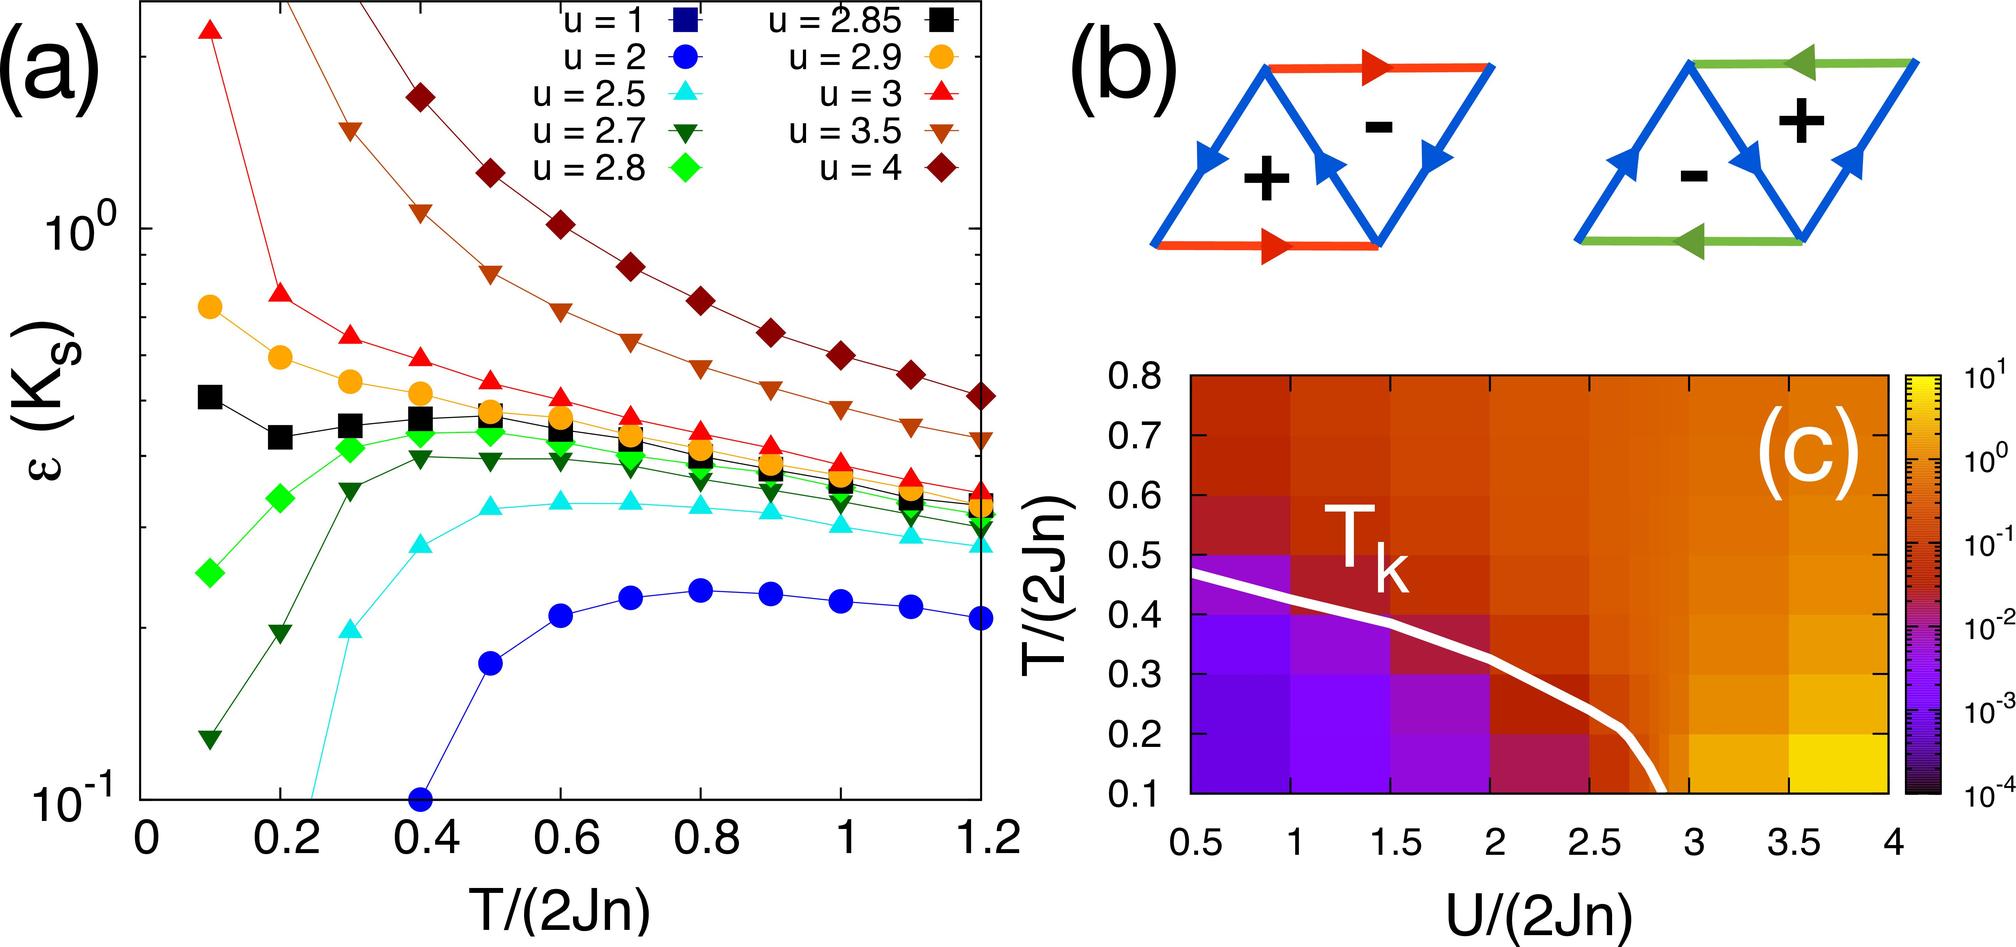 (a)
u = 1
u = 2
u = 2.5
u = 2.7
u = 2.8
u = 2.85
u = 2.9
u = 3
u = 3.5
u = 4
10^0
10^-1
ε (K_s)
0 0.2 0.4 0.6 0.8 1 1.2
T/(2Jn)
(b)
+ -
- +
(c)
T_k
0.8
0.7
0.6
0.5
0.4
0.3
0.2
0.1
T/(2Jn)
0.5 1 1.5 2 2.5 3 3.5 4
U/(2Jn)
10^1
10^0
10^-1
10^-2
10^-3
10^-4